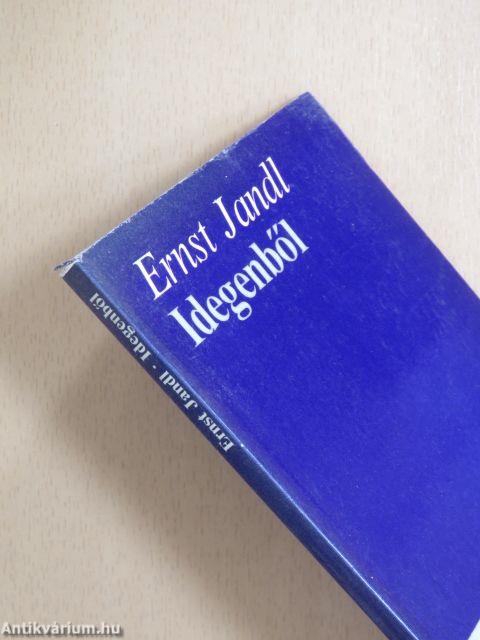 Ernst Jandl
Idegenből
Ernst Jandl · Idegenből
Antikvárium.hu